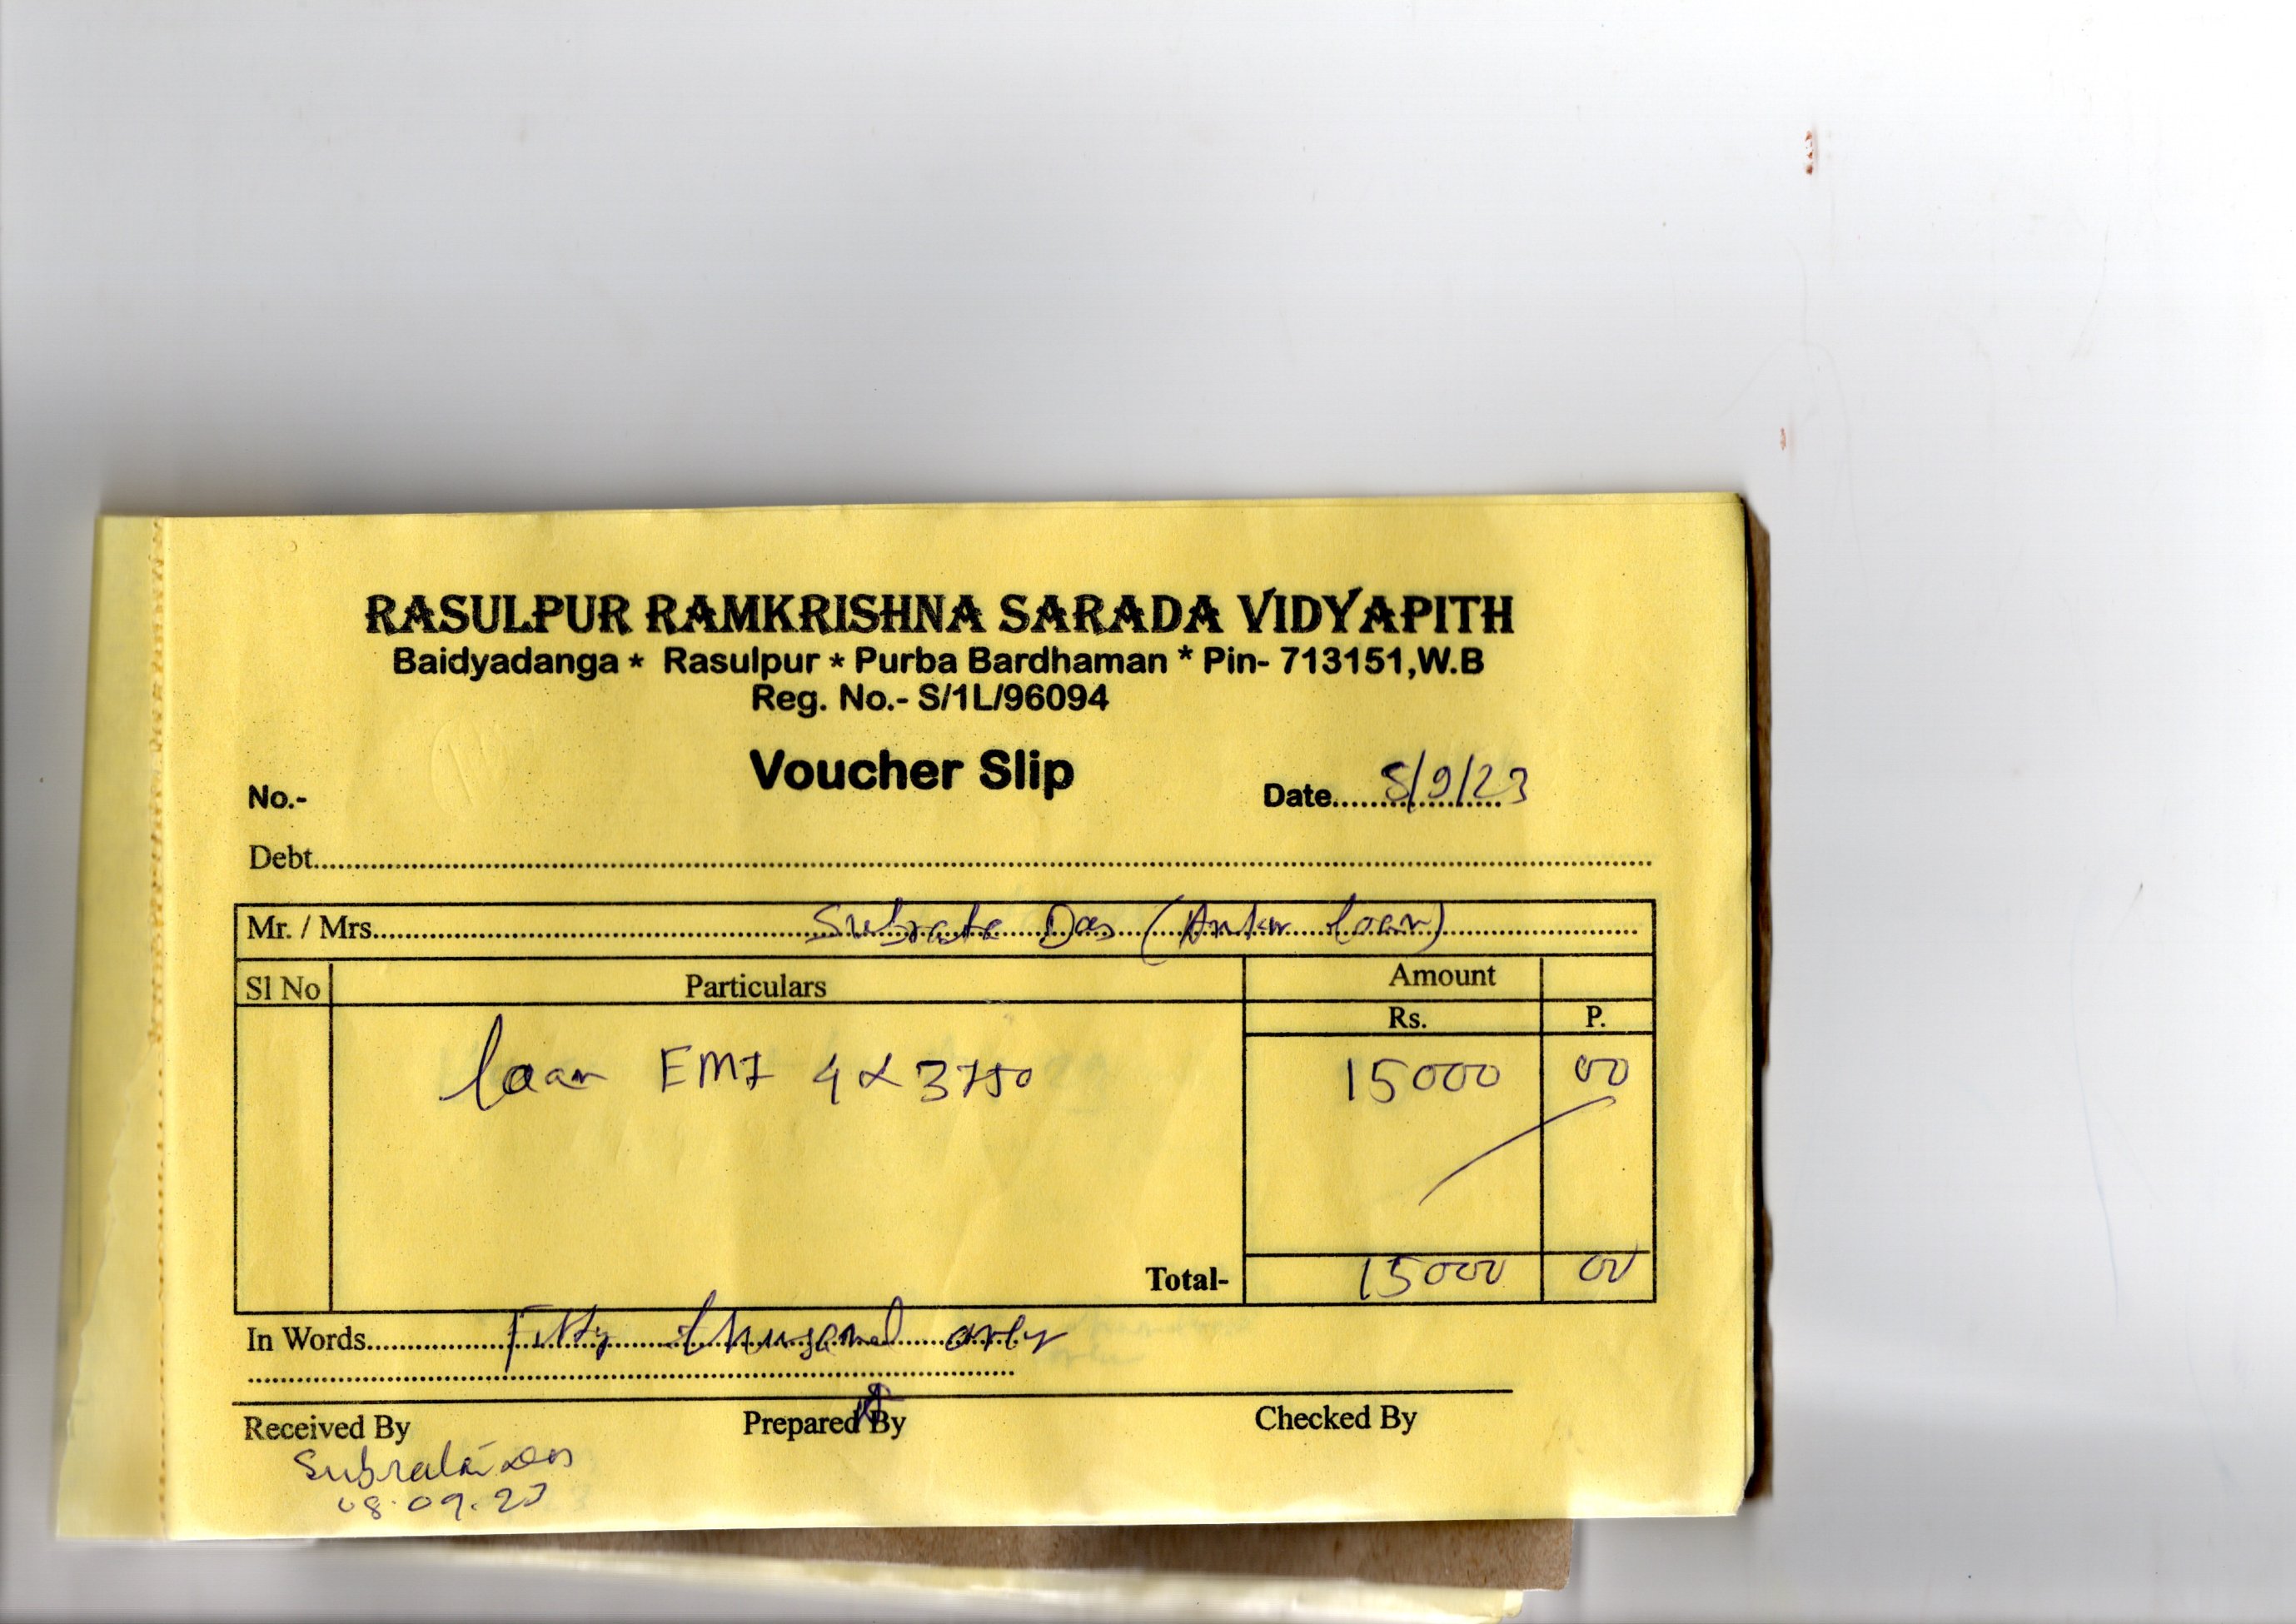 RASULPUR RAMKRISHNA SARADA VIDYAPITH
Baidyadanga * Rasulpur * Purba Bardhaman * Pin- 713151,W.B
Reg. No.- S/1L/96094
Voucher Slip
No.-
Date.....8/9/23
Debt.....
Mr. / Mrs.....Subrata Das (Ankur loan).....
Sl No Particulars Amount
Rs. P.
loan EMI 4 x 3750 15000 00
Total- 15000 00
In Words.....Fifty thousand only
Received By Prepared By Checked By
Subrata Das
08.09.23